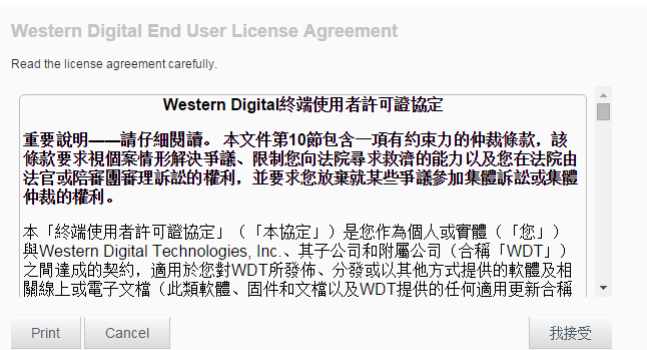 Western Digital End User License Agreement
Read the license agreement carefully.
Western Digital終端使用者許可證協定
重要說明——請仔細閱讀。 本文件第10節包含一項有約束力的仲裁條款，該
條款要求視個案情形解決爭議、限制您向法院尋求救濟的能力以及您在法院由
法官或陪審團審理訴訟的權利，並要求您放棄就某些爭議參加集體訴訟或集體
仲裁的權利。
本「終端使用者許可證協定」（「本協定」）是您作為個人或實體（「您」）
與Western Digital Technologies, Inc.、其子公司和附屬公司（合稱「WDT」）
之間達成的契約，適用於您對WDT所發佈、分發或以其他方式提供的軟體及相
關線上或電子文檔（此類軟體、固件和文檔以及WDT提供的任何適用更新合稱
Print Cancel 我接受